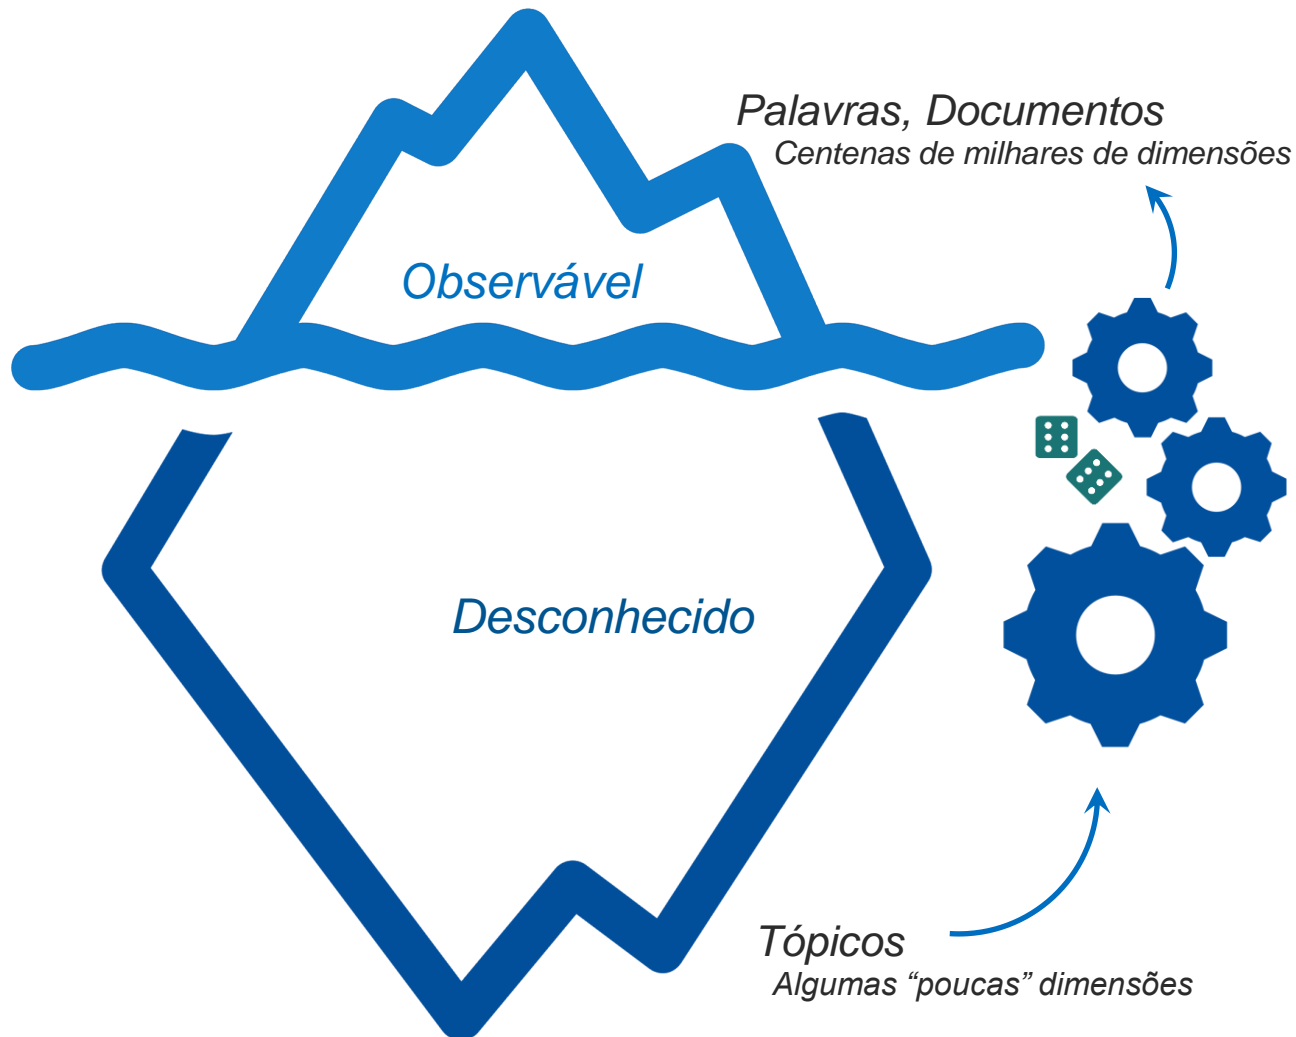 Palavras, Documentos
Centenas de milhares de dimensões
Observável
Desconhecido
Tópicos
Algumas “poucas” dimensões